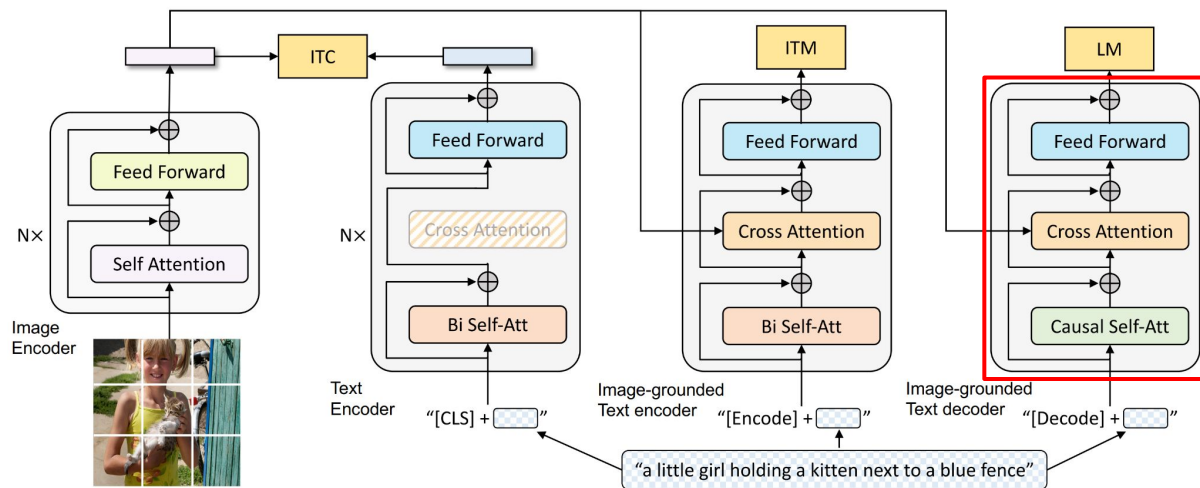 ITC
ITM
LM
Feed Forward
Self Attention
N×
Image
Encoder
Feed Forward
Cross Attention
Bi Self-Att
N×
Text
Encoder
"[CLS] + "
Feed Forward
Cross Attention
Bi Self-Att
Image-grounded
Text encoder
"[Encode] + "
Feed Forward
Cross Attention
Causal Self-Att
Image-grounded
Text decoder
"[Decode] + "
"a little girl holding a kitten next to a blue fence"